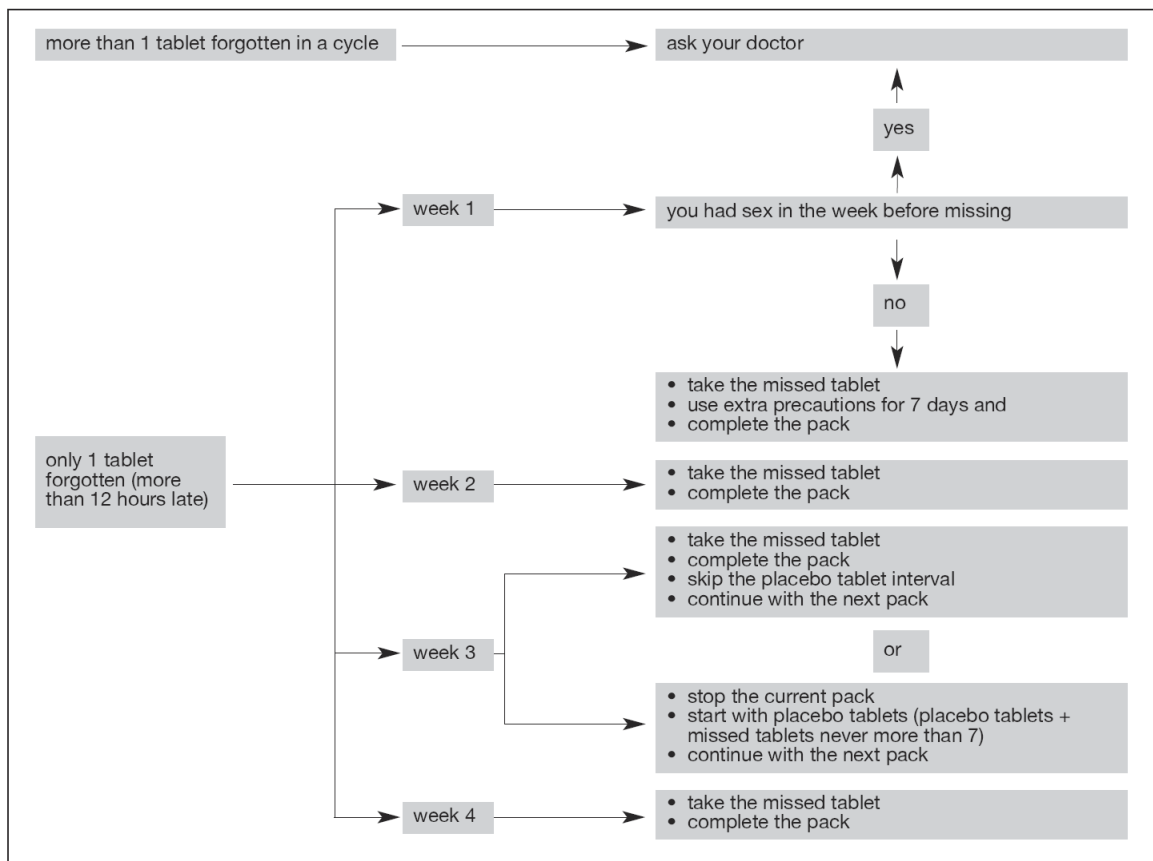 more than 1 tablet forgotten in a cycle
ask your doctor
yes
week 1
you had sex in the week before missing
no
• take the missed tablet
• use extra precautions for 7 days and
• complete the pack
only 1 tablet
forgotten (more
than 12 hours late)
week 2
• take the missed tablet
• complete the pack
• take the missed tablet
• complete the pack
• skip the placebo tablet interval
• continue with the next pack
week 3
or
• stop the current pack
• start with placebo tablets (placebo tablets +
missed tablets never more than 7)
• continue with the next pack
week 4
• take the missed tablet
• complete the pack